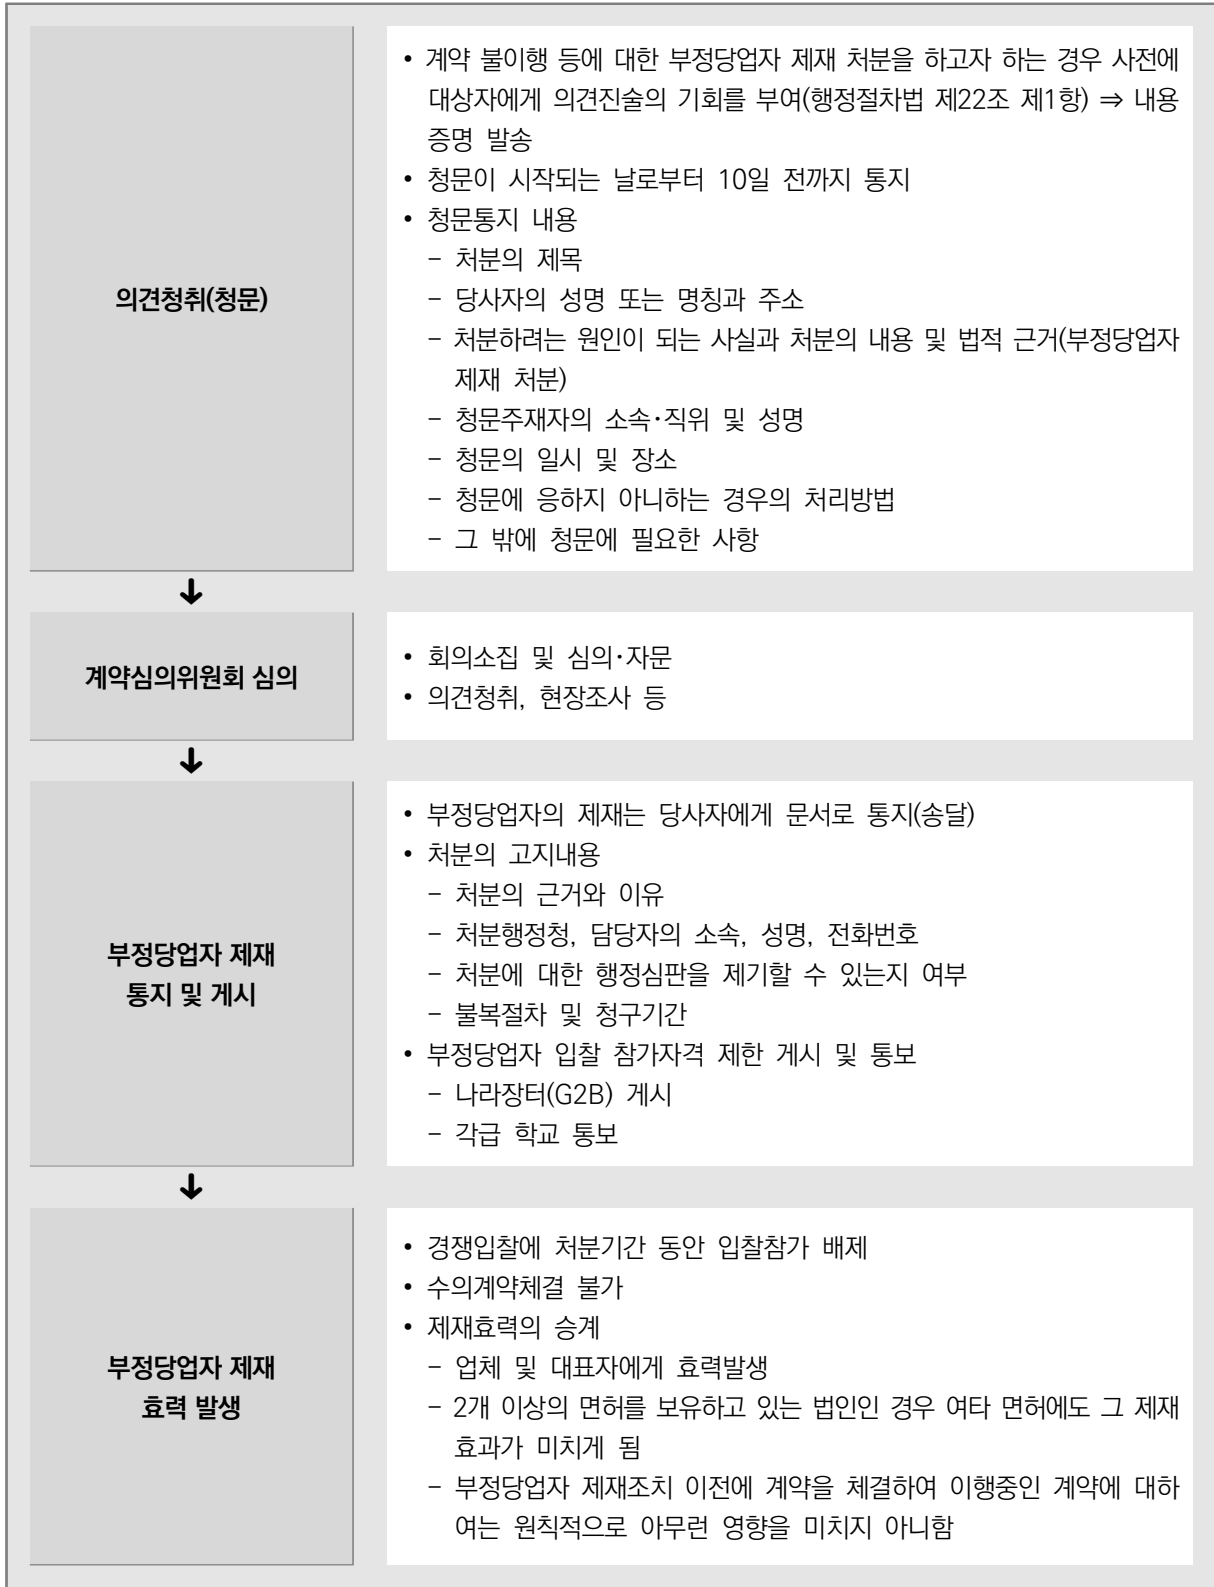 의견청취(청문)
• 계약 불이행 등에 대한 부정당업자 제재 처분을 하고자 하는 경우 사전에
대상자에게 의견진술의 기회를 부여(행정절차법 제22조 제1항) ⇒ 내용
증명 발송
• 청문이 시작되는 날로부터 10일 전까지 통지
• 청문통지 내용
- 처분의 제목
- 당사자의 성명 또는 명칭과 주소
- 처분하려는 원인이 되는 사실과 처분의 내용 및 법적 근거(부정당업자
제재 처분)
- 청문주재자의 소속·직위 및 성명
- 청문의 일시 및 장소
- 청문에 응하지 아니하는 경우의 처리방법
- 그 밖에 청문에 필요한 사항
↓
계약심의위원회 심의
• 회의소집 및 심의·자문
• 의견청취, 현장조사 등
↓
부정당업자 제재
통지 및 게시
• 부정당업자의 제재는 당사자에게 문서로 통지(송달)
• 처분의 고지내용
- 처분의 근거와 이유
- 처분행정청, 담당자의 소속, 성명, 전화번호
- 처분에 대한 행정심판을 제기할 수 있는지 여부
- 불복절차 및 청구기간
• 부정당업자 입찰 참가자격 제한 게시 및 통보
- 나라장터(G2B) 게시
- 각급 학교 통보
↓
부정당업자 제재
효력 발생
• 경쟁입찰에 처분기간 동안 입찰참가 배제
• 수의계약체결 불가
• 제재효력의 승계
- 업체 및 대표자에게 효력발생
- 2개 이상의 면허를 보유하고 있는 법인인 경우 여타 면허에도 그 제재
효과가 미치게 됨
- 부정당업자 제재조치 이전에 계약을 체결하여 이행중인 계약에 대하
여는 원칙적으로 아무런 영향을 미치지 아니함